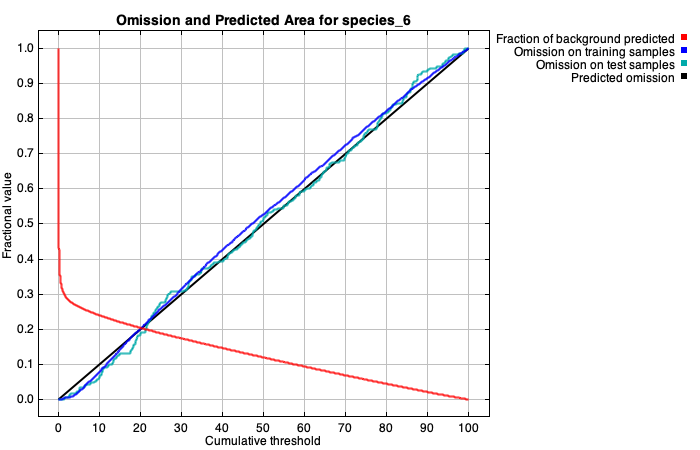 Omission and Predicted Area for species_6
Fraction of background predicted
Omission on training samples
Omission on test samples
Predicted omission
Fractional value
1.0
0.9
0.8
0.7
0.6
0.5
0.4
0.3
0.2
0.1
0.0
0 10 20 30 40 50 60 70 80 90 100
Cumulative threshold